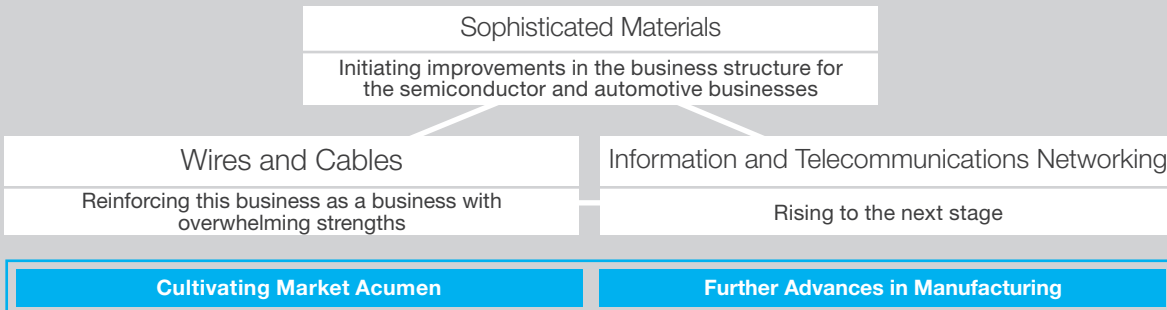 Sophisticated Materials
Initiating improvements in the business structure for
the semiconductor and automotive businesses
Wires and Cables
Reinforcing this business as a business with
overwhelming strengths
Information and Telecommunications Networking
Rising to the next stage
Cultivating Market Acumen
Further Advances in Manufacturing